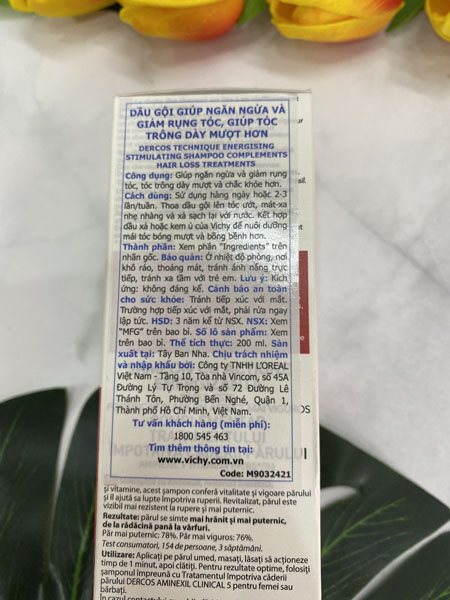 DẦU GỘI GIÚP NGĂN NGỪA VÀ
GIẢM RỤNG TÓC, GIÚP TÓC
TRÔNG DÀY MƯỢT HƠN
DERCOS TECHNIQUE ENERGISING
STIMULATING SHAMPOO COMPLEMENTS
HAIR LOSS TREATMENTS
Công dụng: Giúp ngăn ngừa và giảm rụng
tóc, tóc trông dày mượt và chắc khỏe hơn.
Cách dùng: Sử dụng hàng ngày hoặc 2-3
lần/tuần. Thoa dầu gội lên tóc ướt, mát-xa
nhẹ nhàng và xả sạch lại với nước. Kết hợp
dầu xả hoặc kem ủ của Vichy để nuôi dưỡng
mái tóc bóng mượt và bồng bềnh hơn.
Thành phần: Xem phần "Ingredients" trên
nhãn gốc. Bảo quản: Ở nhiệt độ phòng, nơi
khô ráo, thoáng mát, tránh ánh nắng trực
tiếp, tránh xa tầm với trẻ em. Lưu ý: Kích
ứng: không đáng kể. Cảnh báo an toàn
cho sức khỏe: Tránh tiếp xúc với mắt.
Trường hợp tiếp xúc với mắt, phải rửa ngay
lập tức. HSD: 3 năm kể từ NSX. NSX: Xem
"MFG" trên bao bì. Số lô sản phẩm: Xem
trên bao bì. Thể tích thực: 200 ml. Sản
xuất tại: Tây Ban Nha. Chịu trách nhiệm
và nhập khẩu bởi: Công ty TNHH L'OREAL
Việt Nam - Tầng 10, Tòa nhà Vincom, số 45A
Đường Lý Tự Trọng và số 72 Đường Lê
Thánh Tôn, Phường Bến Nghé, Quận 1,
Thành phố Hồ Chí Minh, Việt Nam.
Tư vấn khách hàng (miễn phí):
1800 545 463
Tìm thêm thông tin tại:
www.vichy.com.vn
Code: M9032421
și vitamine, acest șampon conferă vitalitate și vigoare părului
și îl ajută sa lupte împotriva ruperii. Revitalizat, părul este
vizibil mai rezistent la rupere și mai puternic.
Rezultate: părul se simte mai hrănit și mai puternic,
de la rădăcină pană la vârfuri.
Păr mai puternic: 78%. Păr mai viguros: 76%.
Test consumatori, 154 de persoane, 3 săptămâni.
Utilizare: Aplicați pe părul umed, masați, lăsați să acționeze
timp de 1 minut, apoi clătiți. Pentru rezultate optime, folosiți
șamponul împreună cu Tratamentul împotriva căderii
părului DERCOS AMINEXIL CLINICAL 5 pentru femei sau
bărbați.